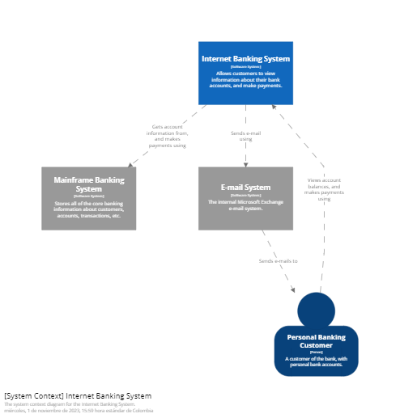 Internet Banking System
[Software System]
Allows customers to view
information about their bank
accounts, and make payments.
Gets account
information from,
and makes
payments using
Sends e-mail
using
Views account
balances, and
makes payments
using
Mainframe Banking
System
[Software System]
Stores all of the core banking
information about customers,
accounts, transactions, etc.
E-mail System
[Software System]
The internal Microsoft Exchange
e-mail system.
Sends e-mails to
Personal Banking
Customer
[Person]
A customer of the bank, with
personal bank accounts.
[System Context] Internet Banking System
The system context diagram for the Internet Banking System.
miércoles, 1 de noviembre de 2023, hora estándar de Colombia